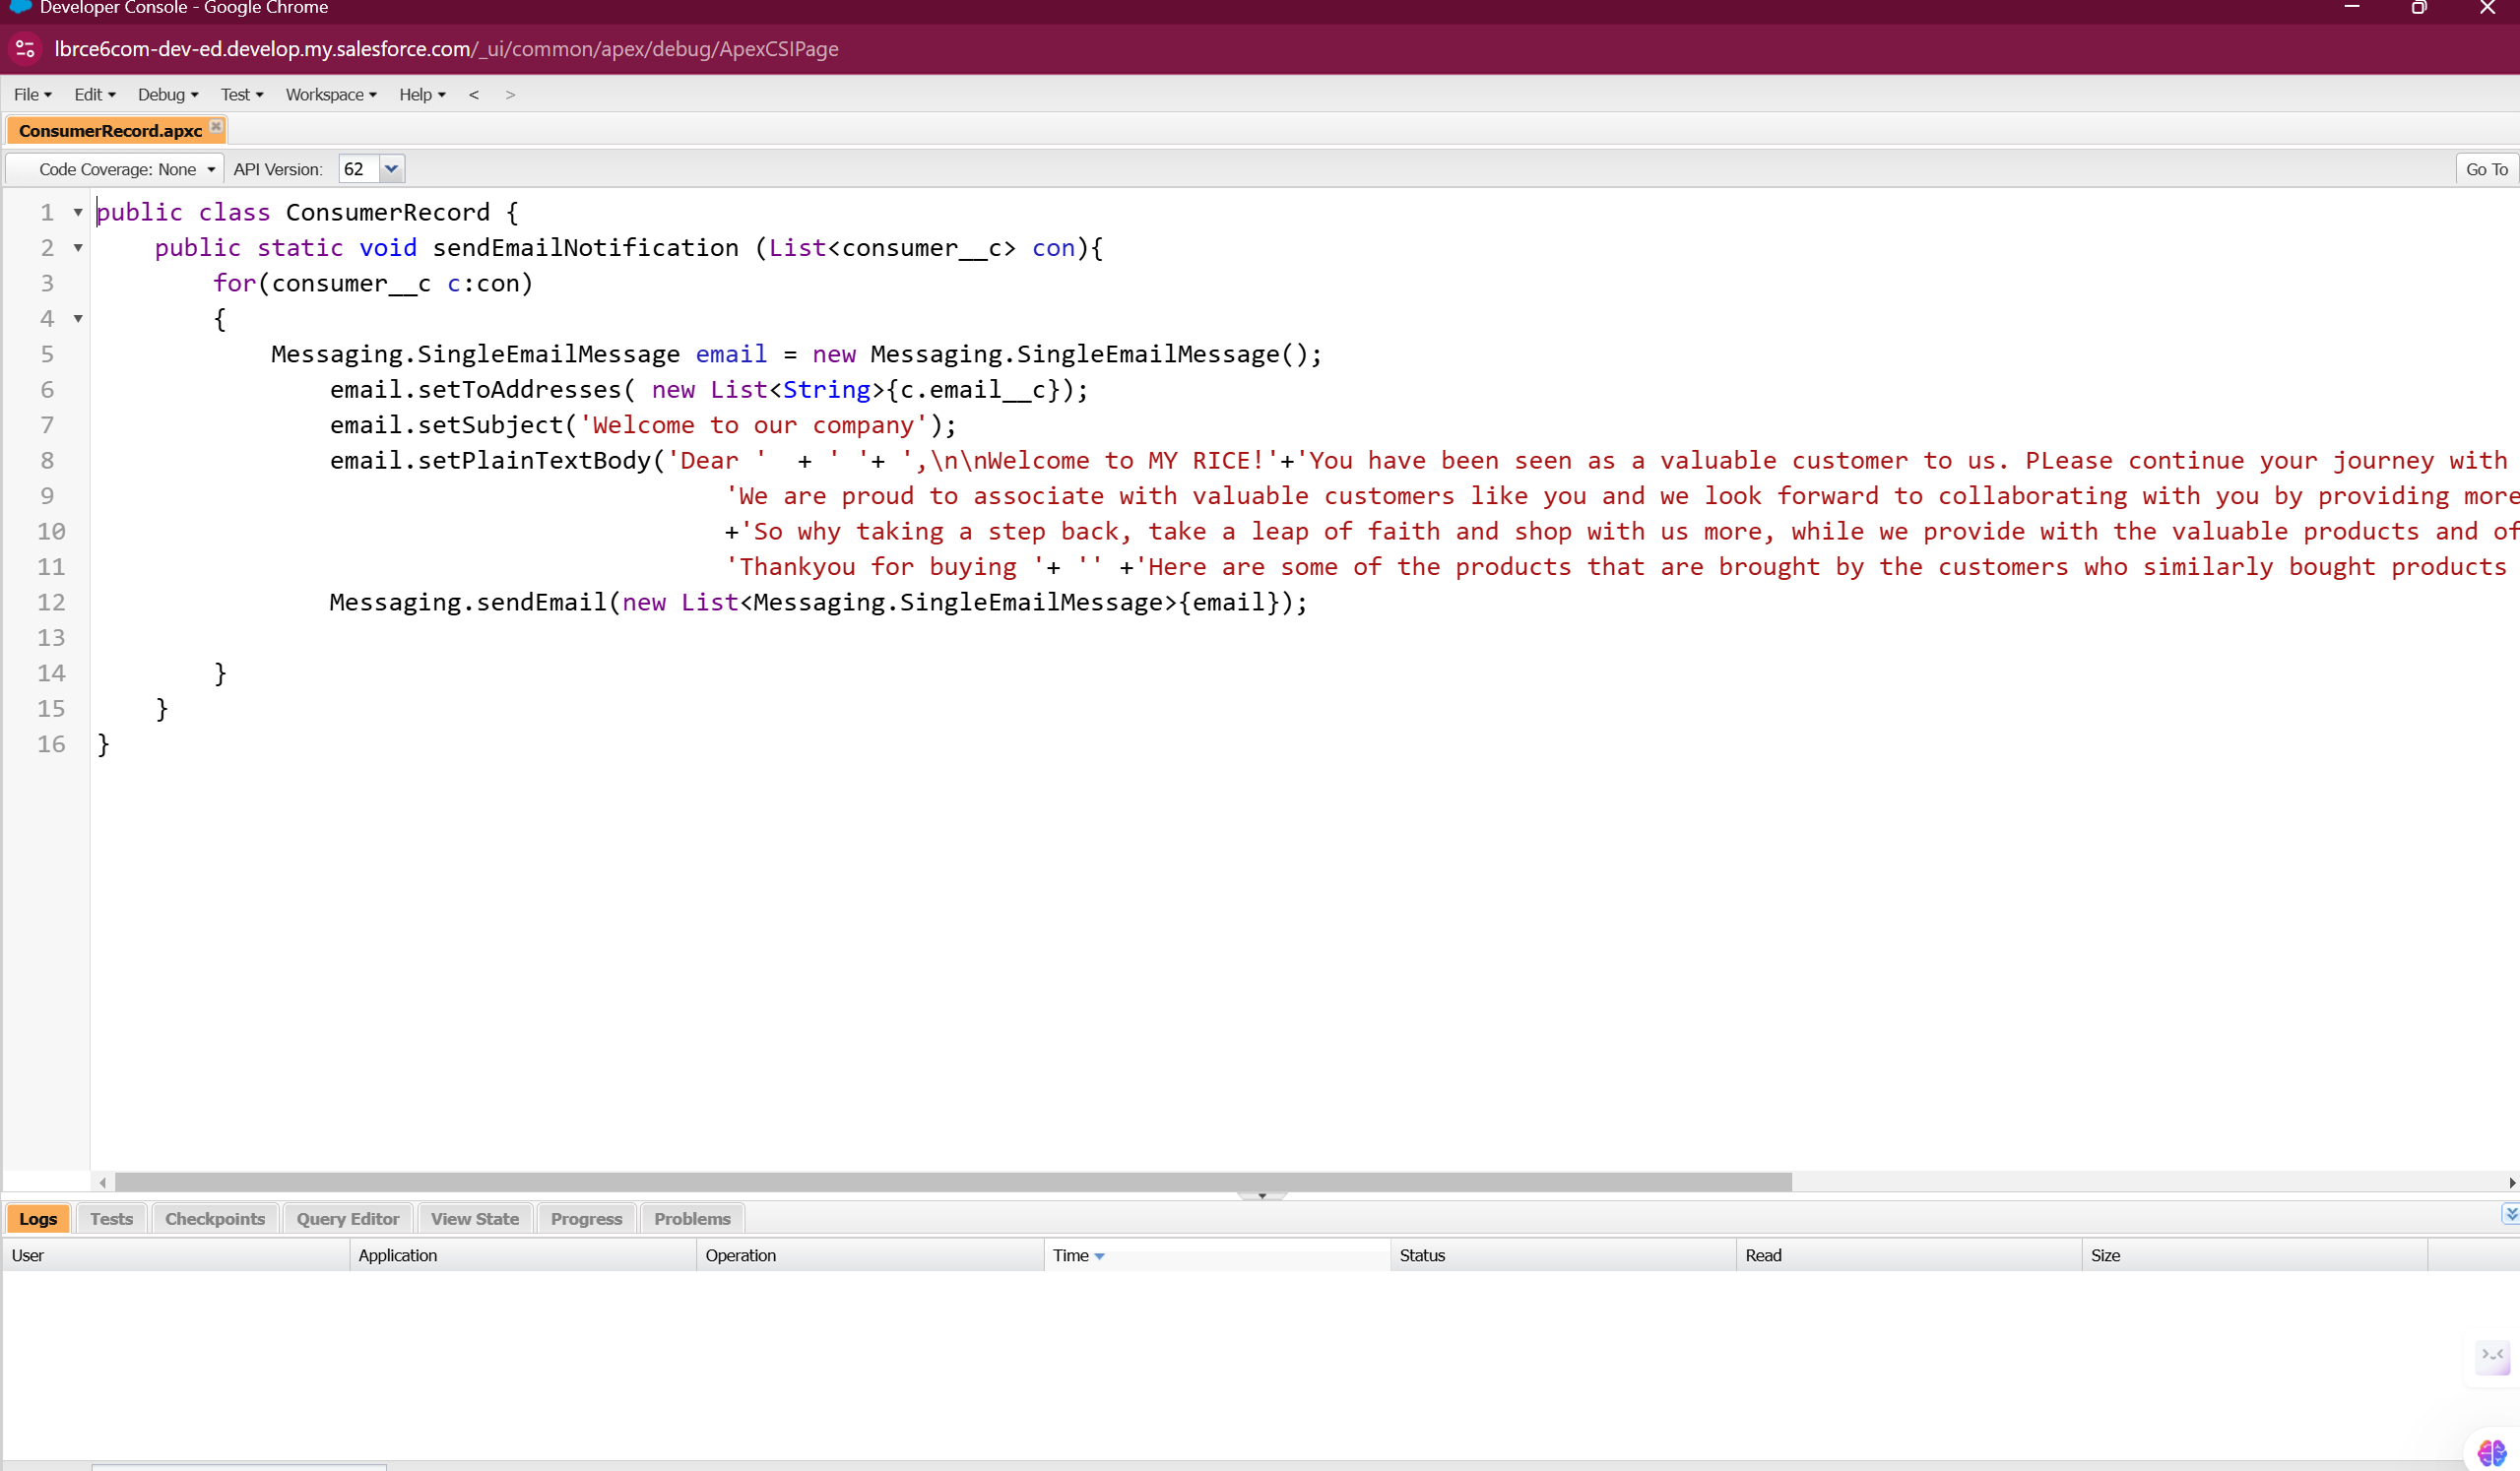 Developer Console - Google Chrome
lbrce6com-dev-ed.develop.my.salesforce.com/_ui/common/apex/debug/ApexCSIPage
File Edit Debug Test Workspace Help < >
ConsumerRecord.apxc
Code Coverage: None API Version: 62 Go To
1 public class ConsumerRecord {
2 public static void sendEmailNotification (List<consumer__c> con){
3 for(consumer__c c:con)
4 {
5 Messaging.SingleEmailMessage email = new Messaging.SingleEmailMessage();
6 email.setToAddresses( new List<String>{c.email__c});
7 email.setSubject('Welcome to our company');
8 email.setPlainTextBody('Dear '  + ' '+ ',\n\nWelcome to MY RICE!'+'You have been seen as a valuable customer to us. PLease continue your journey with
9 'We are proud to associate with valuable customers like you and we look forward to collaborating with you by providing more
10 +'So why taking a step back, take a leap of faith and shop with us more, while we provide with the valuable products and of
11 'Thankyou for buying '+ '' +'Here are some of the products that are brought by the customers who similarly bought products
12 Messaging.sendEmail(new List<Messaging.SingleEmailMessage>{email});
13
14 }
15 }
16 }
Logs Tests Checkpoints Query Editor View State Progress Problems
User Application Operation Time Status Read Size